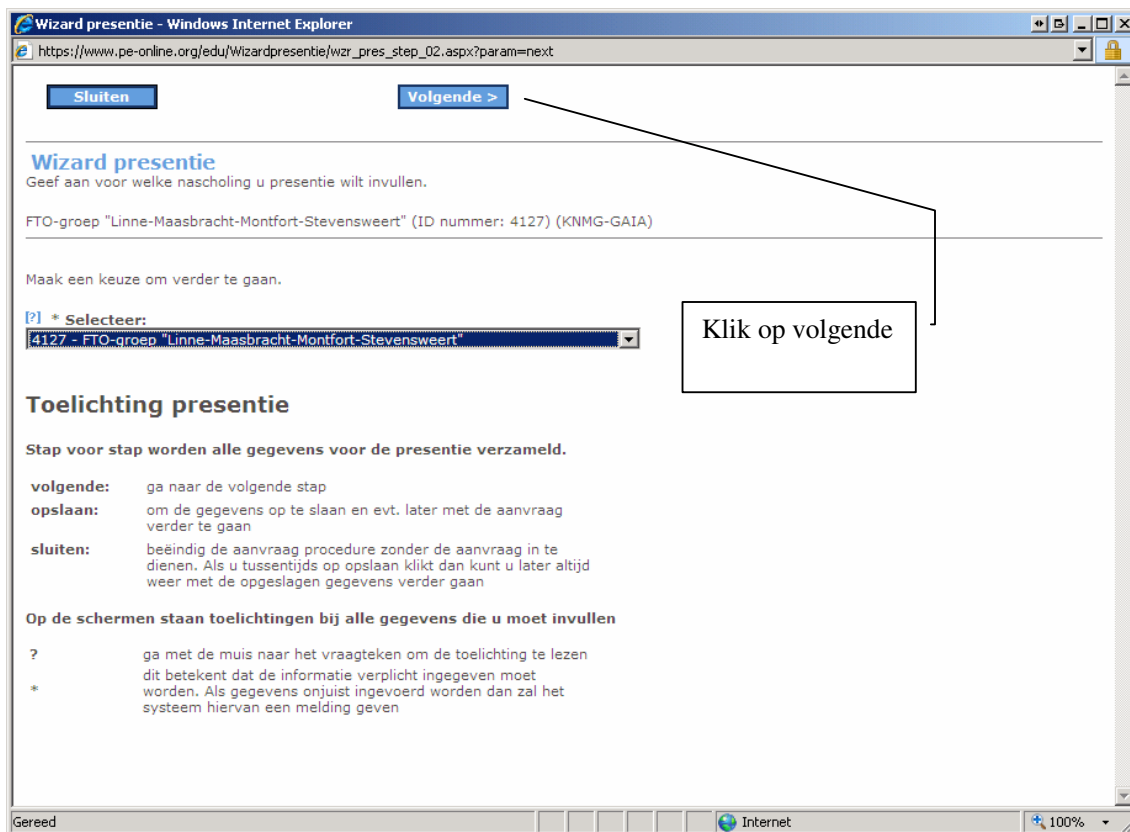 Wizard presentie - Windows Internet Explorer
https://www.pe-online.org/edu/Wizardpresentie/wzr_pres_step_02.aspx?param=next
Sluiten
Volgende >
Wizard presentie
Geef aan voor welke nascholing u presentie wilt invullen.
FTO-groep "Linne-Maasbracht-Montfort-Stevensweert" (ID nummer: 4127) (KNMG-GAIA)
Maak een keuze om verder te gaan.
[?] * Selecteer:
4127 - FTO-groep "Linne-Maasbracht-Montfort-Stevensweert"
Klik op volgende
Toelichting presentie
Stap voor stap worden alle gegevens voor de presentie verzameld.
volgende: ga naar de volgende stap
opslaan: om de gegevens op te slaan en evt. later met de aanvraag
verder te gaan
sluiten: beëindig de aanvraag procedure zonder de aanvraag in te
dienen. Als u tussentijds op opslaan klikt dan kunt u later altijd
weer met de opgeslagen gegevens verder gaan
Op de schermen staan toelichtingen bij alle gegevens die u moet invullen
? ga met de muis naar het vraagteken om de toelichting te lezen
dit betekent dat de informatie verplicht ingegeven moet
* worden. Als gegevens onjuist ingevoerd worden dan zal het
systeem hiervan een melding geven
Gereed
Internet
100%